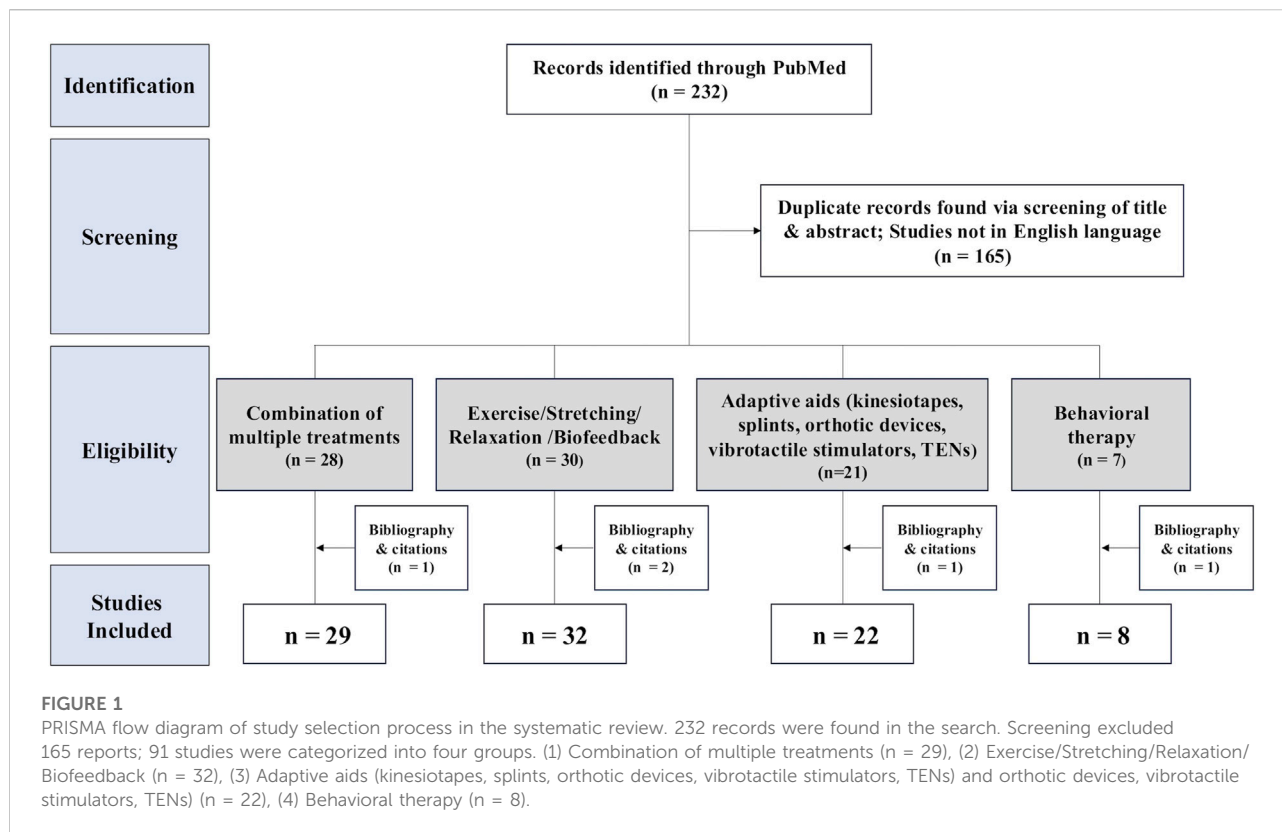 Identification
Records identified through PubMed
(n = 232)
Screening
Duplicate records found via screening of title
& abstract; Studies not in English language
(n = 165)
Eligibility
Combination of
multiple treatments
(n = 28)
Exercise/Stretching/
Relaxation /Biofeedback
(n = 30)
Adaptive aids (kinesiotapes,
splints, orthotic devices,
vibrotactile stimulators, TENs)
(n=21)
Behavioral
therapy
(n = 7)
Bibliography
& citations
(n = 1)
Bibliography
& citations
(n = 2)
Bibliography
& citations
(n = 1)
Bibliography
& citations
(n = 1)
Studies
Included
n = 29
n = 32
n = 22
n = 8
FIGURE 1
PRISMA flow diagram of study selection process in the systematic review. 232 records were found in the search. Screening excluded
165 reports; 91 studies were categorized into four groups. (1) Combination of multiple treatments (n = 29), (2) Exercise/Stretching/Relaxation/
Biofeedback (n = 32), (3) Adaptive aids (kinesiotapes, splints, orthotic devices, vibrotactile stimulators, TENs) and orthotic devices, vibrotactile
stimulators, TENs) (n = 22), (4) Behavioral therapy (n = 8).